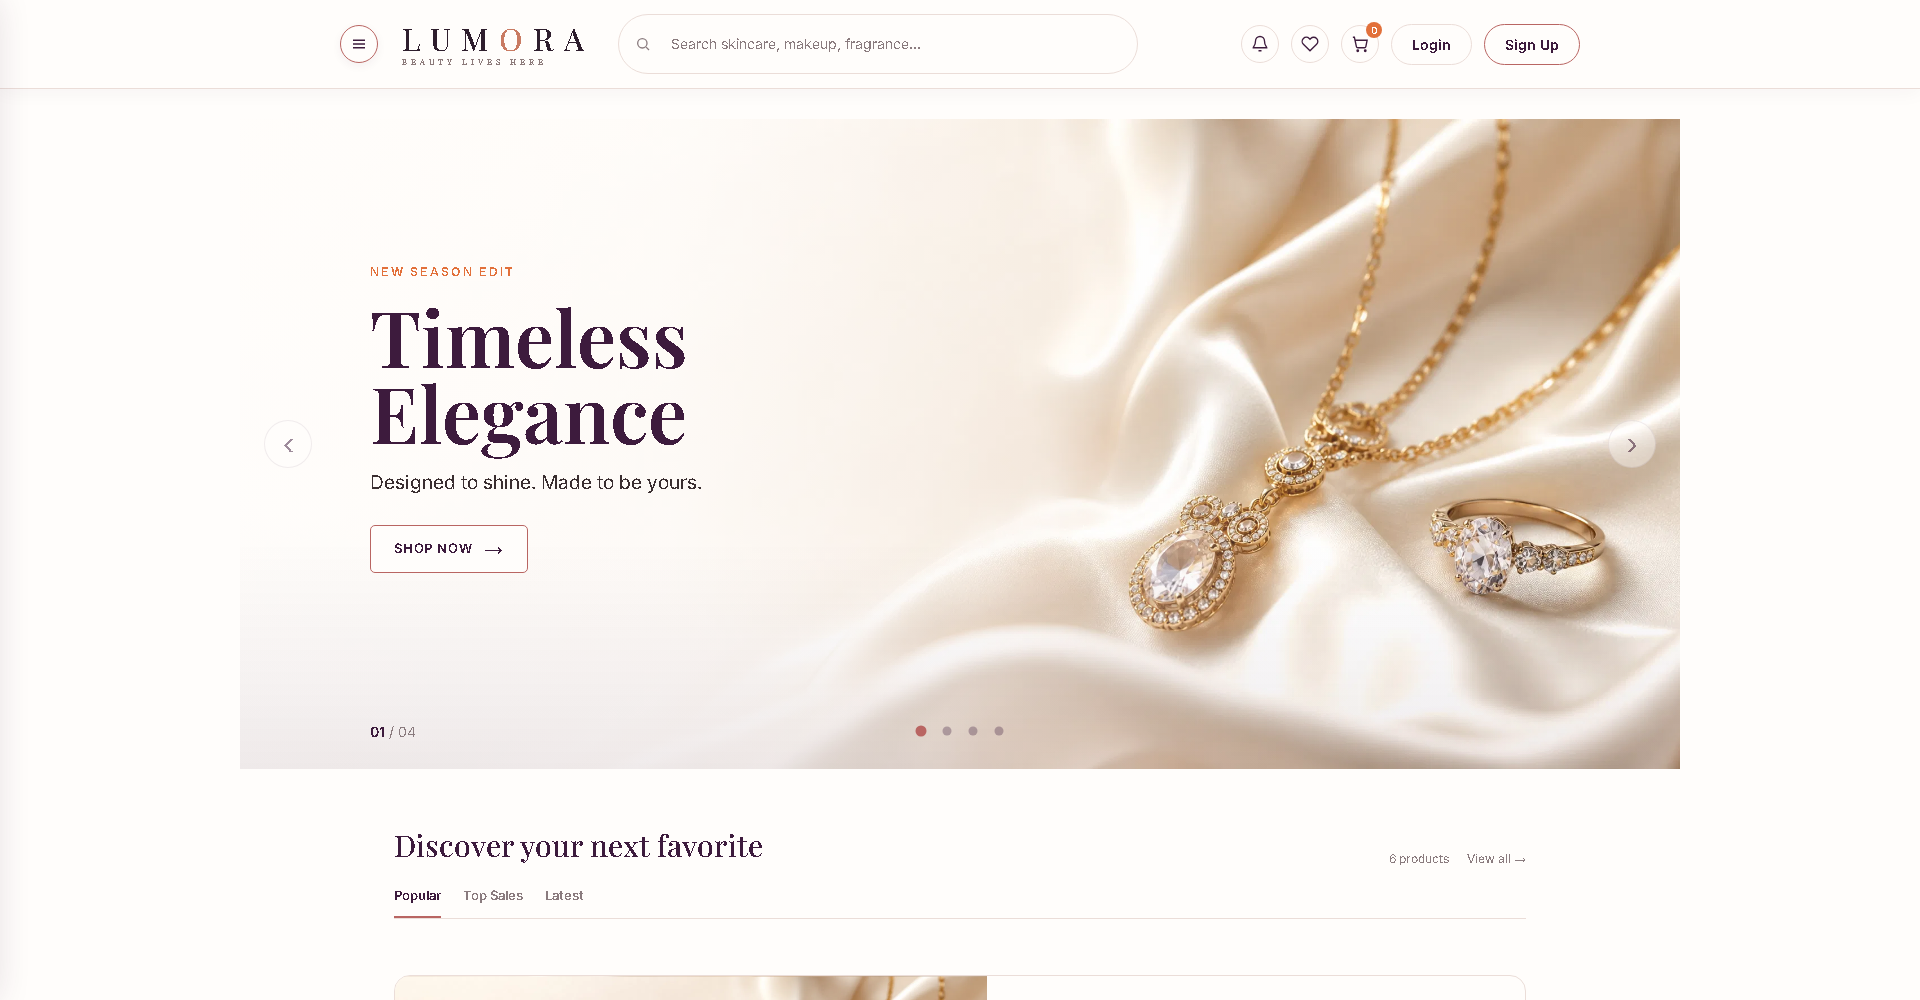 LUMORA
BEAUTY LIVES HERE
Search skincare, makeup, fragrance...
0
Login
Sign Up
NEW SEASON EDIT
Timeless
Elegance
Designed to shine. Made to be yours.
SHOP NOW →
01 / 04
Discover your next favorite
6 products View all →
Popular Top Sales Latest